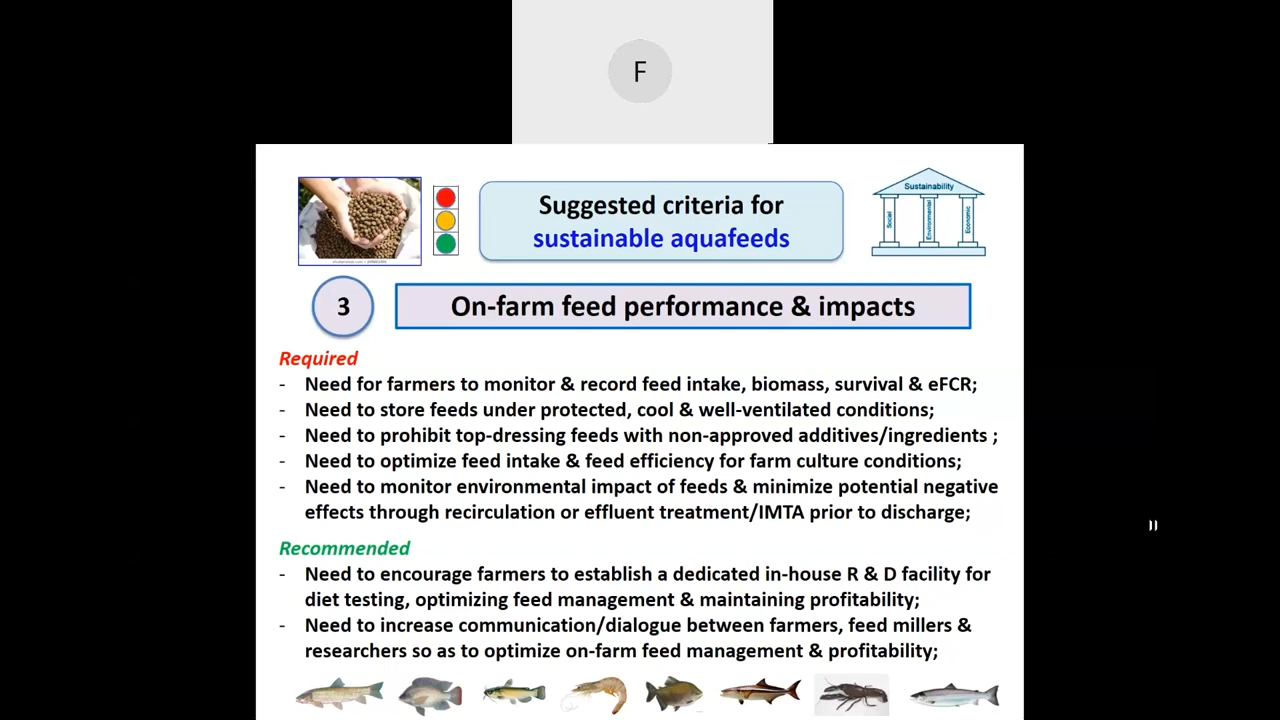 F
Suggested criteria for
sustainable aquafeeds
Sustainability
Social
Environmental
Economic
3
On-farm feed performance & impacts
Required
- Need for farmers to monitor & record feed intake, biomass, survival & eFCR;
- Need to store feeds under protected, cool & well-ventilated conditions;
- Need to prohibit top-dressing feeds with non-approved additives/ingredients ;
- Need to optimize feed intake & feed efficiency for farm culture conditions;
- Need to monitor environmental impact of feeds & minimize potential negative
effects through recirculation or effluent treatment/IMTA prior to discharge;
Recommended
- Need to encourage farmers to establish a dedicated in-house R & D facility for
diet testing, optimizing feed management & maintaining profitability;
- Need to increase communication/dialogue between farmers, feed millers &
researchers so as to optimize on-farm feed management & profitability;